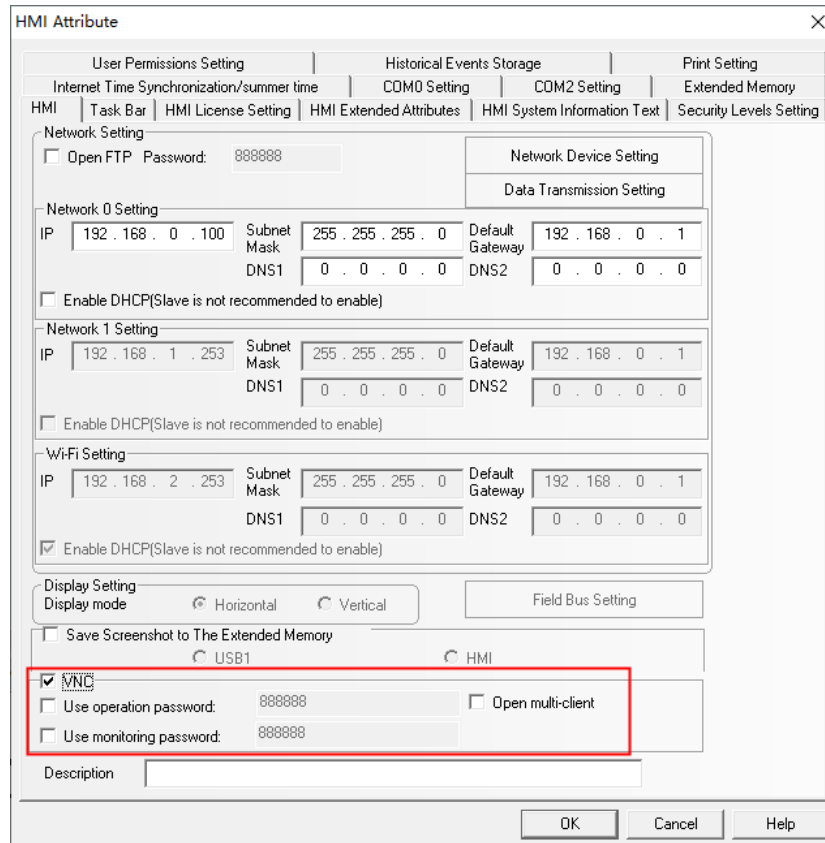 HMI Attribute
User Permissions Setting Historical Events Storage Print Setting
Internet Time Synchronization/summer time COM0 Setting COM2 Setting Extended Memory
HMI Task Bar HMI License Setting HMI Extended Attributes HMI System Information Text Security Levels Setting
Network Setting
Open FTP Password: 888888 Network Device Setting
Data Transmission Setting
Network 0 Setting
IP 192 . 168 . 0 . 100 Subnet Mask 255 . 255 . 255 . 0 Default Gateway 192 . 168 . 0 . 1
DNS1 0 . 0 . 0 . 0 DNS2 0 . 0 . 0 . 0
Enable DHCP(Slave is not recommended to enable)
Network 1 Setting
IP 192 . 168 . 1 . 253 Subnet Mask 255 . 255 . 255 . 0 Default Gateway 192 . 168 . 0 . 1
DNS1 0 . 0 . 0 . 0 DNS2 0 . 0 . 0 . 0
Enable DHCP(Slave is not recommended to enable)
Wi-Fi Setting
IP 192 . 168 . 2 . 253 Subnet Mask 255 . 255 . 255 . 0 Default Gateway 192 . 168 . 0 . 1
DNS1 0 . 0 . 0 . 0 DNS2 0 . 0 . 0 . 0
Enable DHCP(Slave is not recommended to enable)
Display Setting
Display mode Horizontal Vertical Field Bus Setting
Save Screenshot to The Extended Memory
USB1 HMI
VNC
Use operation password: 888888 Open multi-client
Use monitoring password: 888888
Description
OK Cancel Help